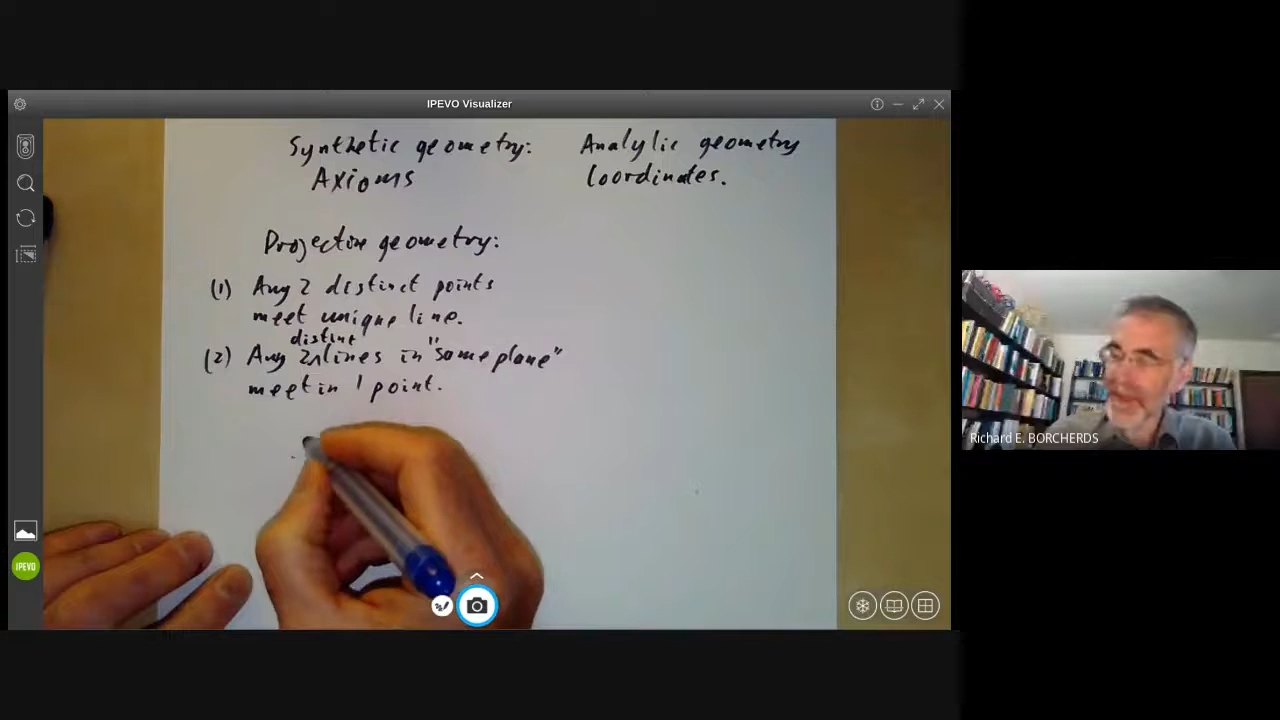 IPEVO Visualizer
Synthetic geometry: Analytic geometry
Axioms Coordinates.
Projective geometry:
(1) Any 2 distinct points
meet unique line.
distinct
(2) Any 2 lines in "same plane"
meet in 1 point.
Richard E. BORCHERDS
IPEVO